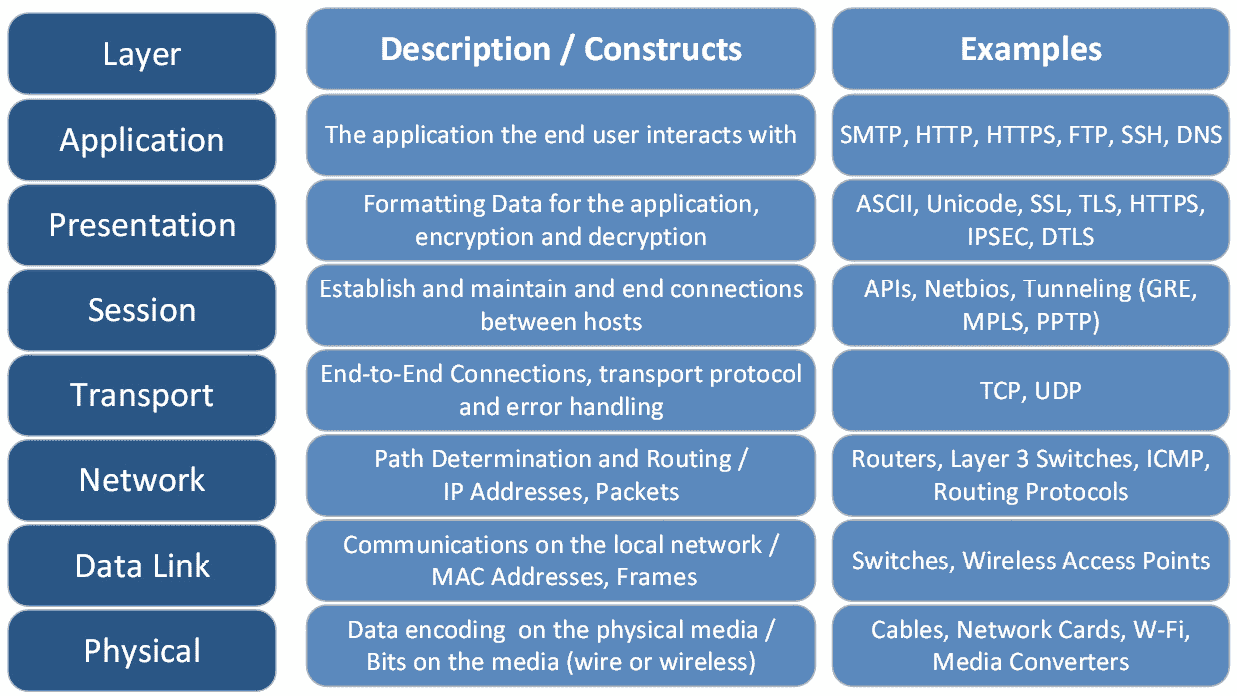 Layer
Description / Constructs
Examples
Application
The application the end user interacts with
SMTP, HTTP, HTTPS, FTP, SSH, DNS
Presentation
Formatting Data for the application,
encryption and decryption
ASCII, Unicode, SSL, TLS, HTTPS,
IPSEC, DTLS
Session
Establish and maintain and end connections
between hosts
APIs, Netbios, Tunneling (GRE,
MPLS, PPTP)
Transport
End-to-End Connections, transport protocol
and error handling
TCP, UDP
Network
Path Determination and Routing /
IP Addresses, Packets
Routers, Layer 3 Switches, ICMP,
Routing Protocols
Data Link
Communications on the local network /
MAC Addresses, Frames
Switches, Wireless Access Points
Physical
Data encoding on the physical media /
Bits on the media (wire or wireless)
Cables, Network Cards, W-Fi,
Media Converters